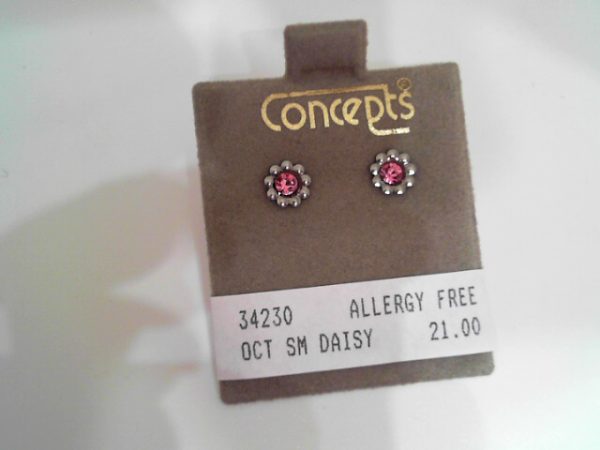 Concepts®
34230 ALLERGY FREE
OCT SM DAISY 21.00